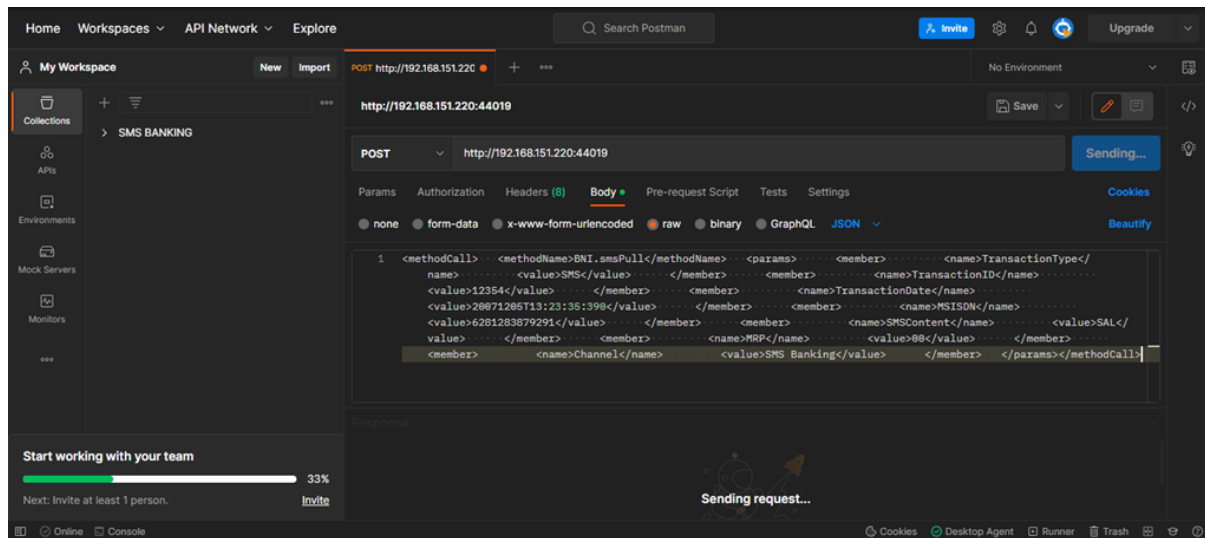 Home Workspaces API Network Explore Search Postman Invite Upgrade
My Workspace New Import POST http://192.168.151.220 No Environment
Collections
APIs
Environments
Mock Servers
Monitors
SMS BANKING
http://192.168.151.220:44019 Save
POST http://192.168.151.220:44019 Sending...
Params Authorization Headers (8) Body Pre-request Script Tests Settings Cookies
none form-data x-www-form-urlencoded raw binary GraphQL JSON Beautify
1 <methodCall> <methodName>BNI.smsPull</methodName> <params> <member> <name>TransactionType</
name> <value>SMS</value> </member> <member> <name>TransactionID</name>
<value>12354</value> </member> <member> <name>TransactionDate</name>
<value>20071205T13:23:35:390</value> </member> <member> <name>MSISDN</name>
<value>6281283879291</value> </member> <member> <name>SMSContent</name> <value>SAL</
value> </member> <member> <name>MRP</name> <value>00</value> </member>
<member> <name>Channel</name> <value>SMS Banking</value> </member> </params></methodCall>
Response
Sending request...
Start working with your team
33%
Next: Invite at least 1 person. Invite
Online Console Cookies Desktop Agent Runner Trash